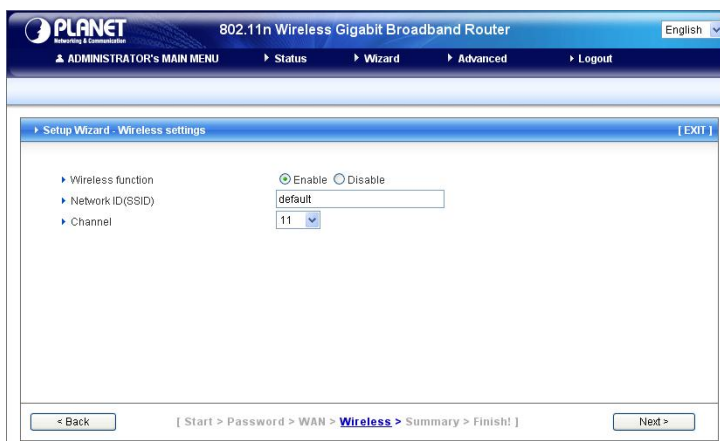 PLANET
Networking & Communication
802.11n Wireless Gigabit Broadband Router
English
ADMINISTRATOR's MAIN MENU
Status
Wizard
Advanced
Logout
Setup Wizard - Wireless settings
[ EXIT ]
Wireless function
Enable
Disable
Network ID(SSID)
default
Channel
11
< Back
[ Start > Password > WAN > Wireless > Summary > Finish! ]
Next >